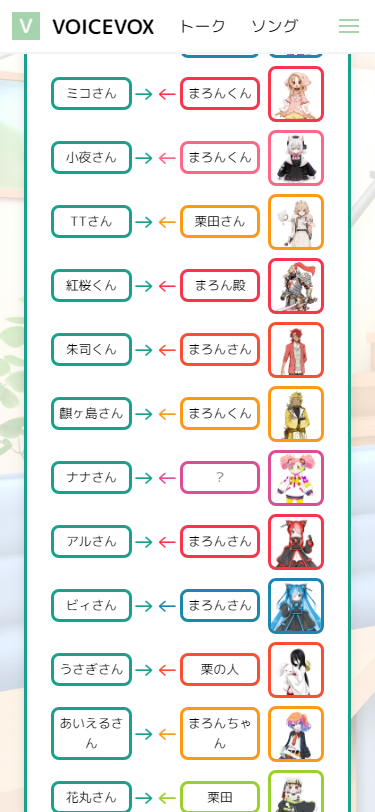 V VOICEVOX トーク ソング
ミコさん → ← まろんくん
小夜さん → ← まろんくん
TTさん → ← 栗田さん
紅桜くん → ← まろん殿
朱司くん → ← まろんさん
麒ヶ島さん → ← まろんくん
ナナさん → ← ?
アルさん → ← まろんさん
ビィさん → ← まろんさん
うさぎさん → ← 栗の人
あいえるさ → ← まろんちゃ
ん ん
花丸さん → ← 栗田